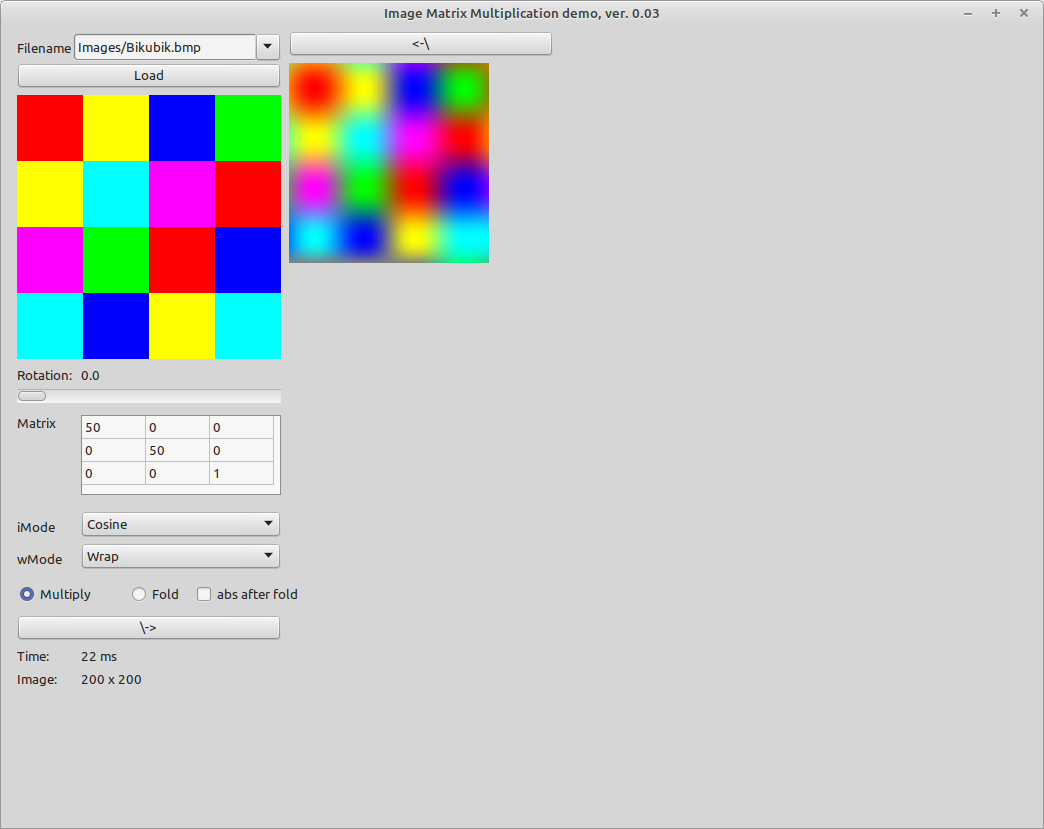 Image Matrix Multiplication demo, ver. 0.03
Filename Images/Bikubik.bmp
<-\
Load
Rotation: 0.0
Matrix
50 0 0
0 50 0
0 0 1
iMode Cosine
wMode Wrap
Multiply Fold abs after fold
\->
Time: 22 ms
Image: 200 x 200